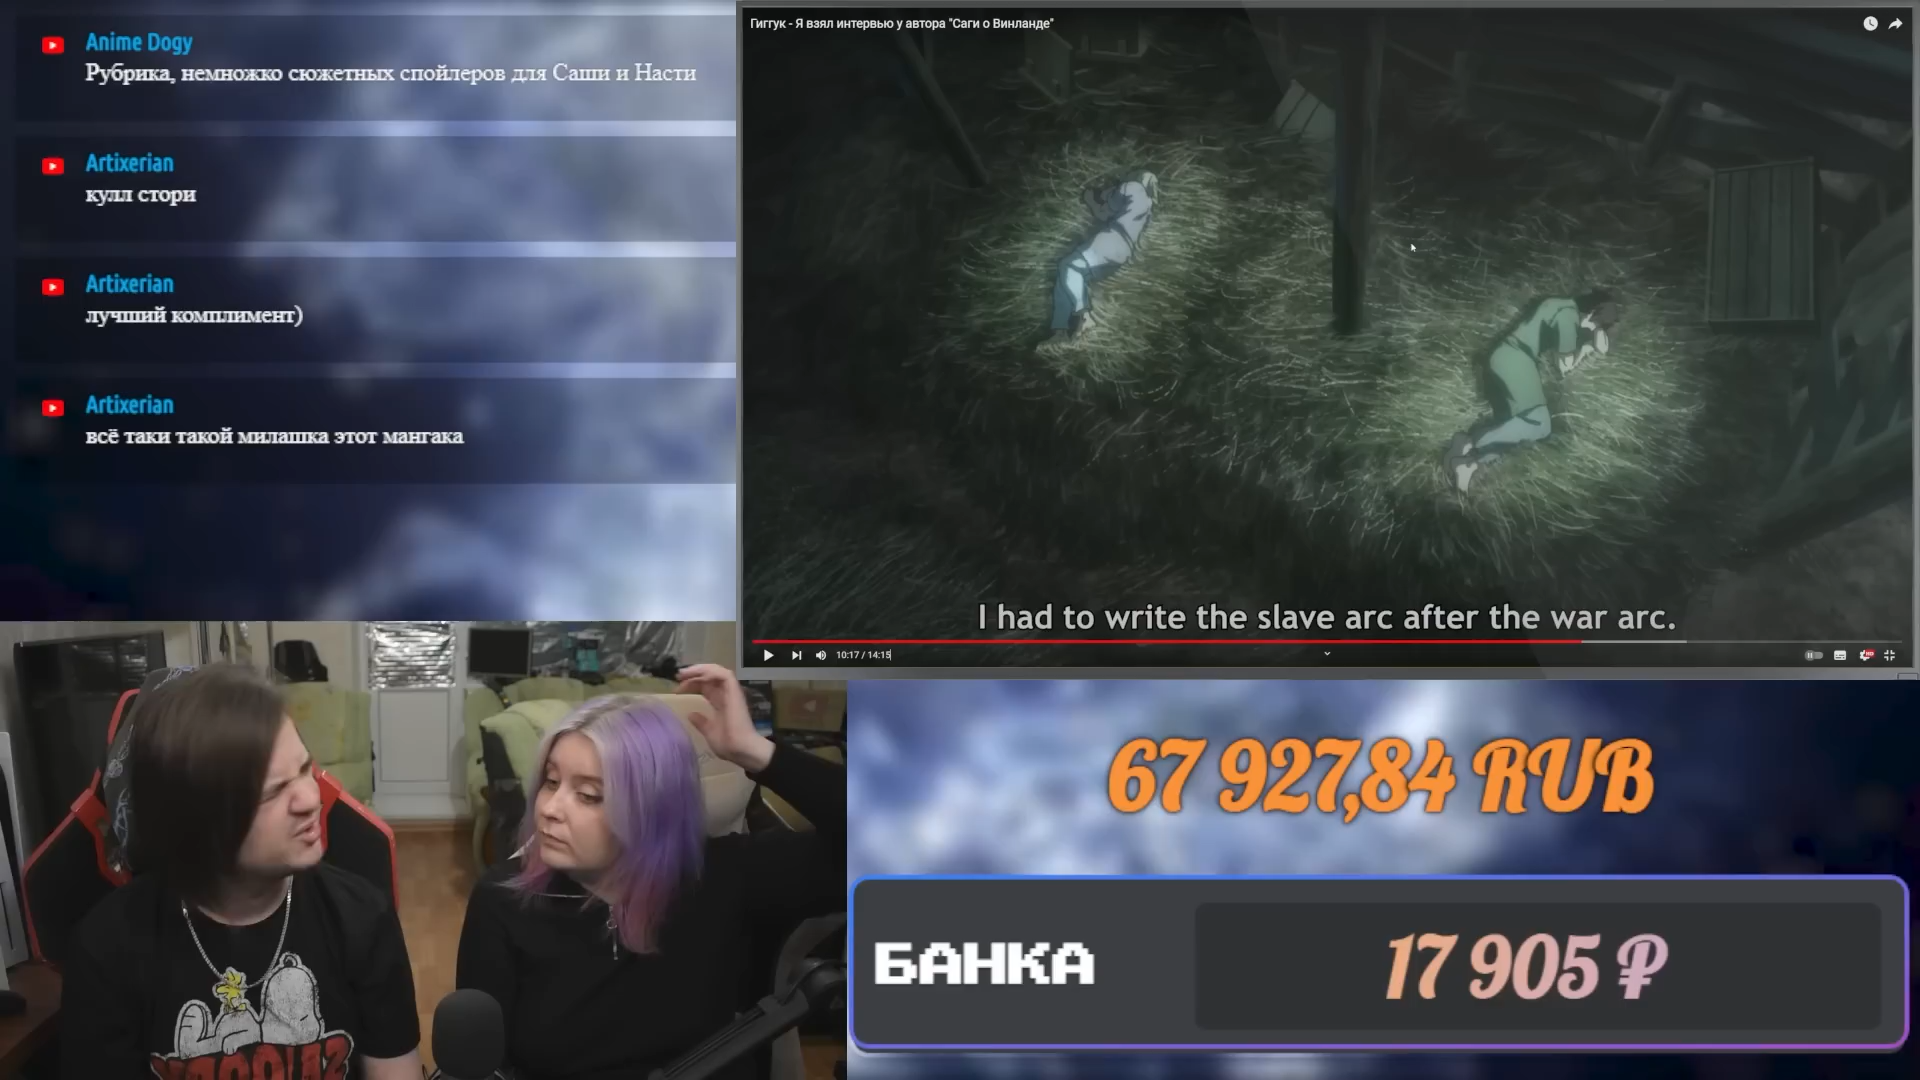 Anime Dogy
Рубрика, немножко сюжетных спойлеров для Саши и Насти
Artixerian
кулл стори
Artixerian
лучший комплимент)
Artixerian
всё таки такой милашка этот мангака
Гиггук - Я взял интервью у автора "Саги о Винланде"
I had to write the slave arc after the war arc.
10:17 / 14:15
67 927,84 RUB
БАНКА
17 905 ₽